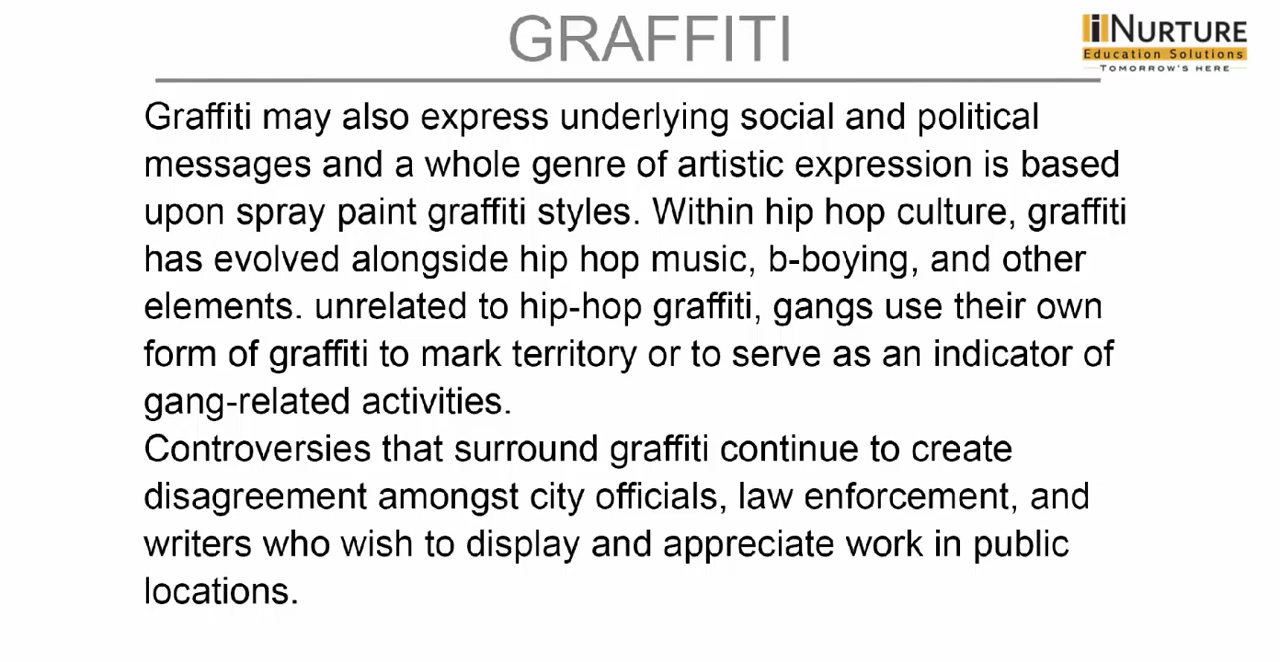 GRAFFITI
iNURTURE
Education Solutions
TOMORROW'S HERE
Graffiti may also express underlying social and political
messages and a whole genre of artistic expression is based
upon spray paint graffiti styles. Within hip hop culture, graffiti
has evolved alongside hip hop music, b-boying, and other
elements. unrelated to hip-hop graffiti, gangs use their own
form of graffiti to mark territory or to serve as an indicator of
gang-related activities.
Controversies that surround graffiti continue to create
disagreement amongst city officials, law enforcement, and
writers who wish to display and appreciate work in public
locations.